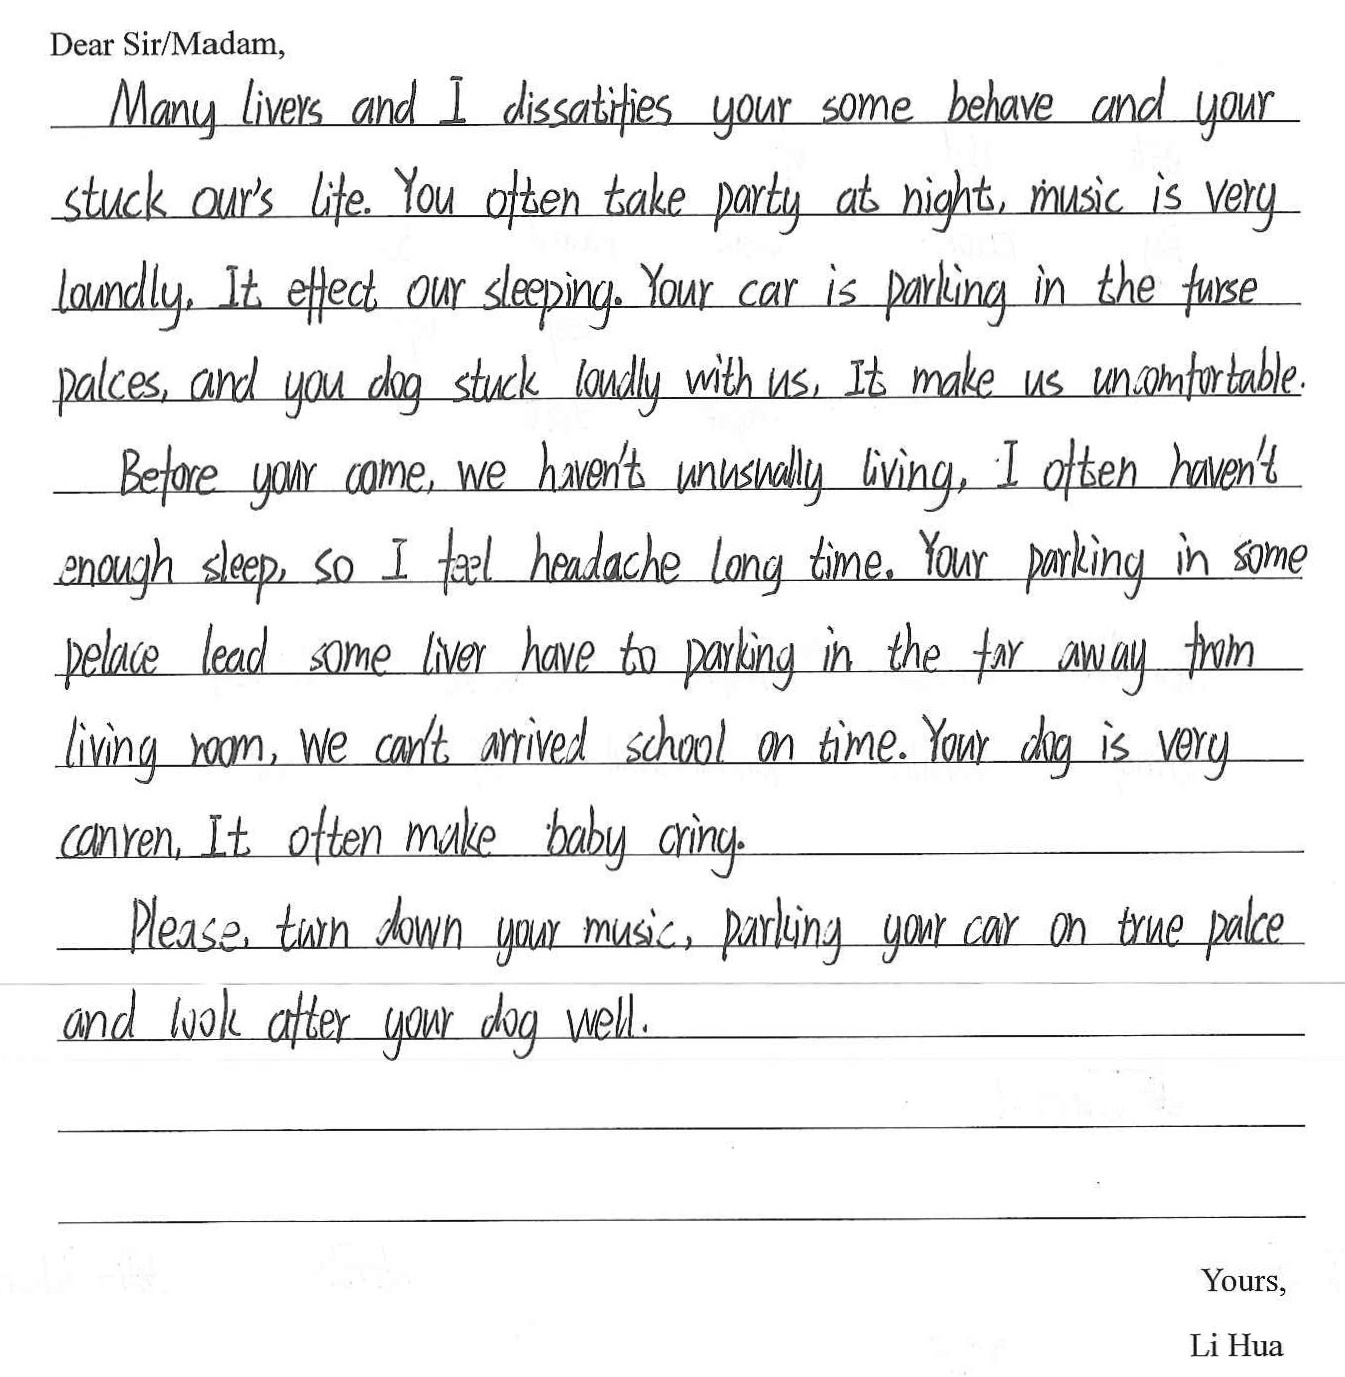 Dear Sir/Madam,
Many livers and I dissatifies your some behave and your
stuck our's life. You often take party at night, music is very
loundly. It effect our sleeping. Your car is parking in the furse
palces, and you dog stuck loudly with us, It make us uncomfortable.
Before your come, we haven't unusually living, I often haven't
enough sleep, so I feel headache long time. Your parking in some
pelace lead some liver have to parking in the far away from
living room, We can't arrived school on time. Your dog is very
canren, It often make baby cring.
Please, turn down your music, parking your car on true palce
and look after your dog well.
Yours,
Li Hua